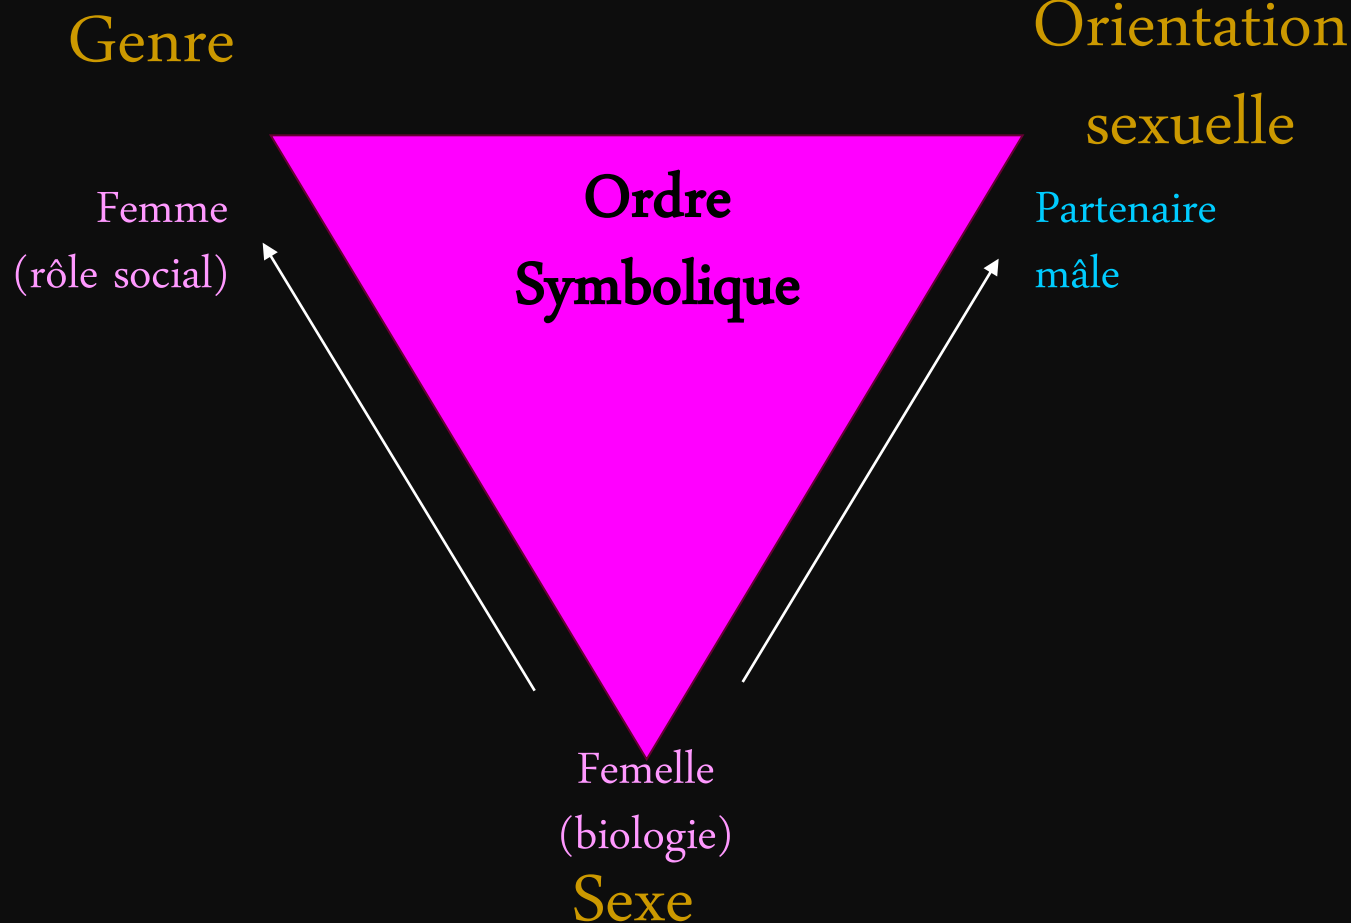 Genre
Orientation
sexuelle
Femme
(rôle social)
Ordre
Symbolique
Partenaire
mâle
Femelle
(biologie)
Sexe